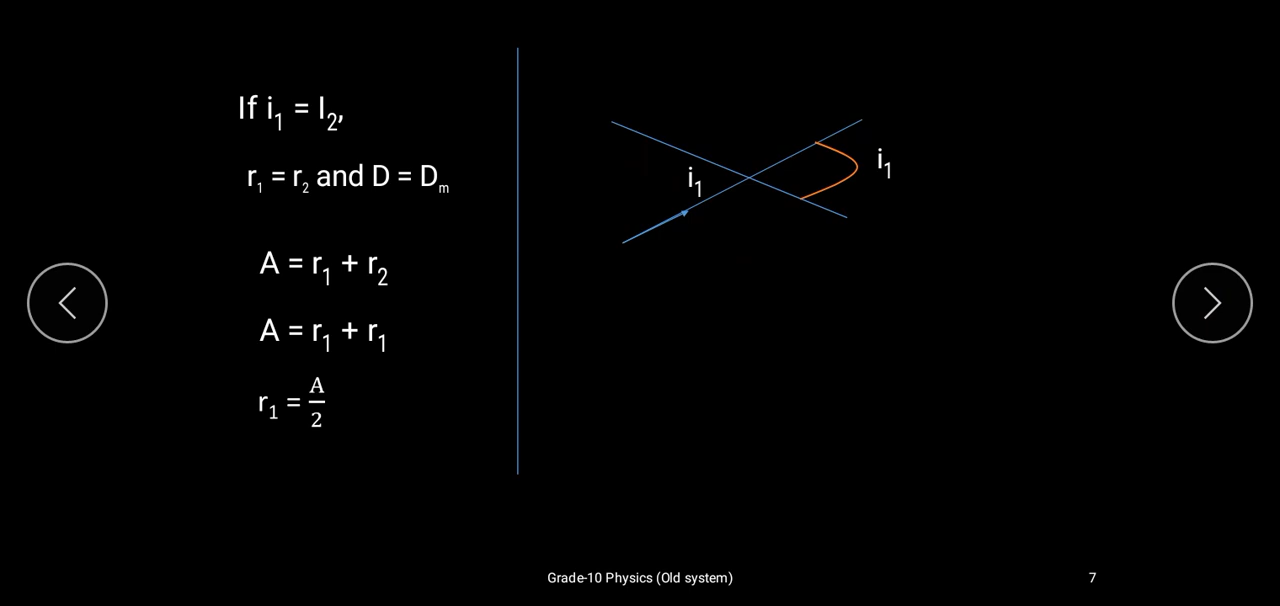 If i₁ = I₂,
r₁ = r₂ and D = Dₘ
A = r₁ + r₂
A = r₁ + r₁
r₁ = A/2
i₁
i₁
Grade-10 Physics (Old system)
7